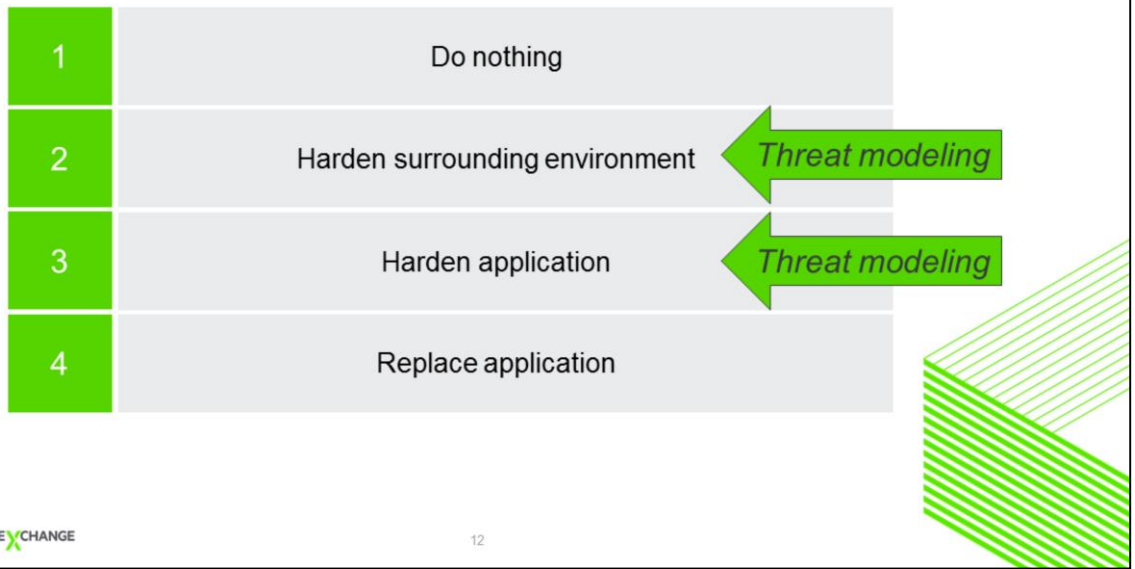 1
Do nothing
2
Harden surrounding environment
Threat modeling
3
Harden application
Threat modeling
4
Replace application
EXCHANGE
12